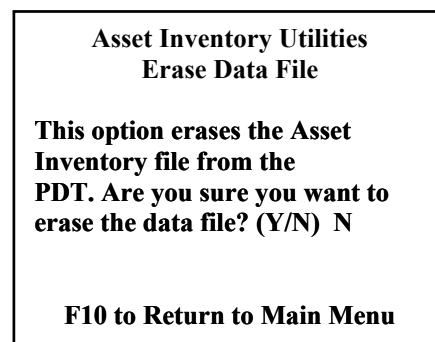 Asset Inventory Utilities
Erase Data File
This option erases the Asset
Inventory file from the
PDT. Are you sure you want to
erase the data file? (Y/N) N
F10 to Return to Main Menu